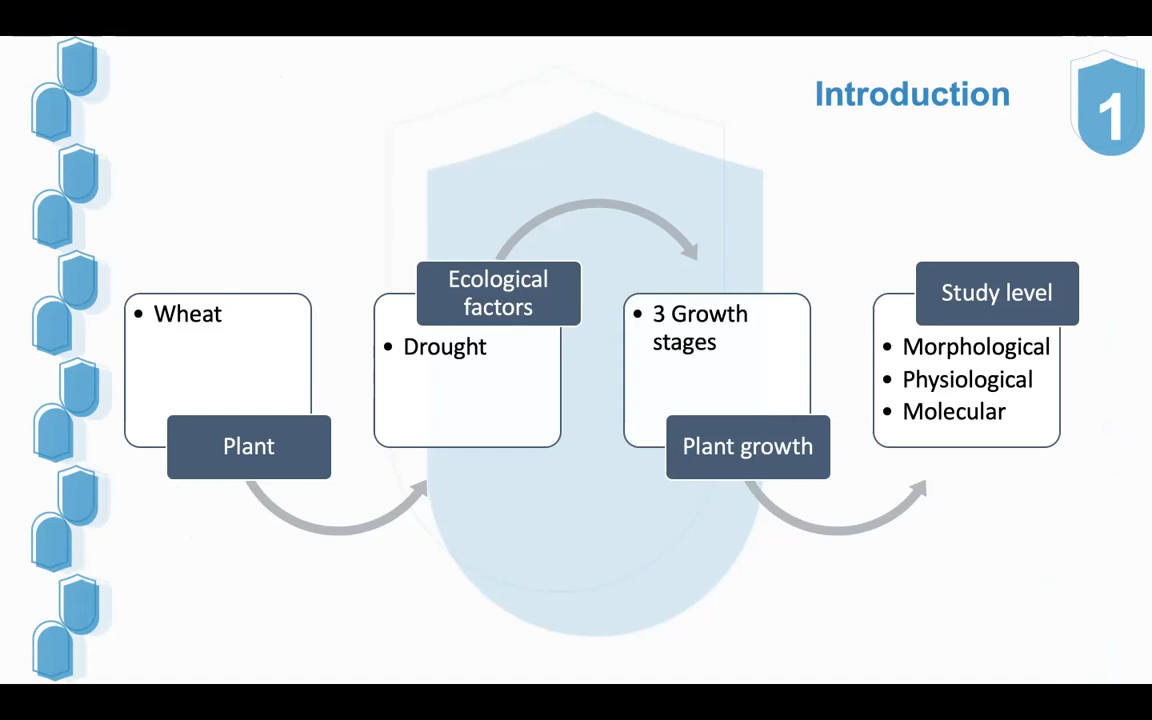 Introduction
1
• Wheat
Plant
Ecological
factors
• Drought
• 3 Growth
stages
Plant growth
Study level
• Morphological
• Physiological
• Molecular